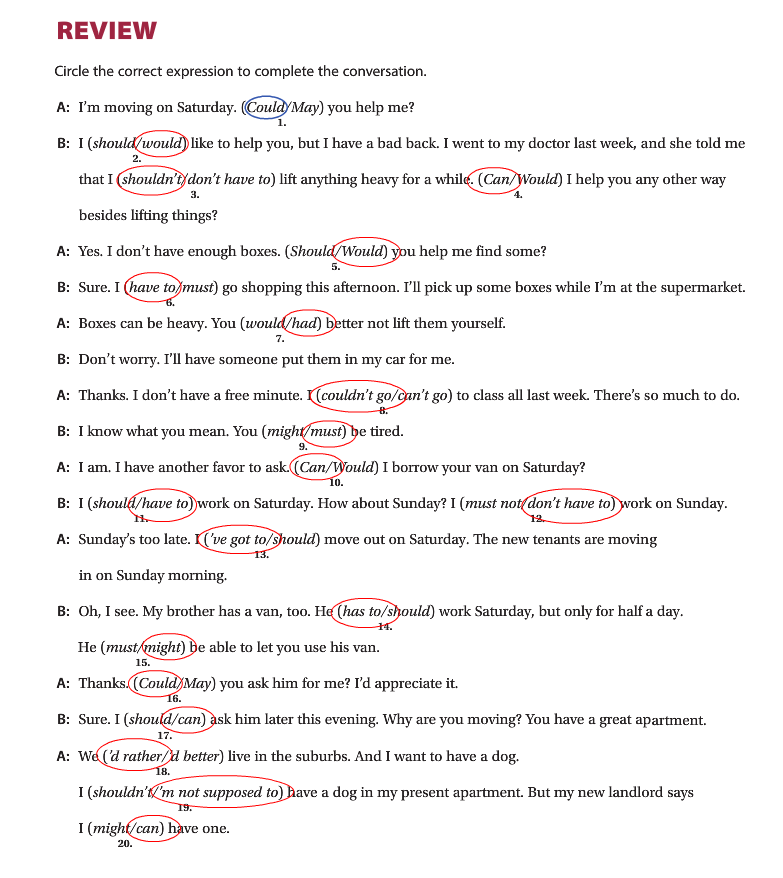 REVIEW
Circle the correct expression to complete the conversation.
A: I'm moving on Saturday. (Could/May) you help me?
1.
B: I (should/would) like to help you, but I have a bad back. I went to my doctor last week, and she told me
2.
that I (shouldn't/don't have to) lift anything heavy for a while. (Can/Would) I help you any other way
3. 4.
besides lifting things?
A: Yes. I don't have enough boxes. (Should/Would) you help me find some?
5.
B: Sure. I (have to/must) go shopping this afternoon. I'll pick up some boxes while I'm at the supermarket.
6.
A: Boxes can be heavy. You (would/had) better not lift them yourself.
7.
B: Don't worry. I'll have someone put them in my car for me.
A: Thanks. I don't have a free minute. I (couldn't go/can't go) to class all last week. There's so much to do.
8.
B: I know what you mean. You (might/must) be tired.
9.
A: I am. I have another favor to ask. (Can/Would) I borrow your van on Saturday?
10.
B: I (should/have to) work on Saturday. How about Sunday? I (must not/don't have to) work on Sunday.
11. 12.
A: Sunday's too late. I ('ve got to/should) move out on Saturday. The new tenants are moving
13.
in on Sunday morning.
B: Oh, I see. My brother has a van, too. He (has to/should) work Saturday, but only for half a day.
14.
He (must/might) be able to let you use his van.
15.
A: Thanks. (Could/May) you ask him for me? I'd appreciate it.
16.
B: Sure. I (should/can) ask him later this evening. Why are you moving? You have a great apartment.
17.
A: We ('d rather/'d better) live in the suburbs. And I want to have a dog.
18.
I (shouldn't/'m not supposed to) have a dog in my present apartment. But my new landlord says
19.
I (might/can) have one.
20.